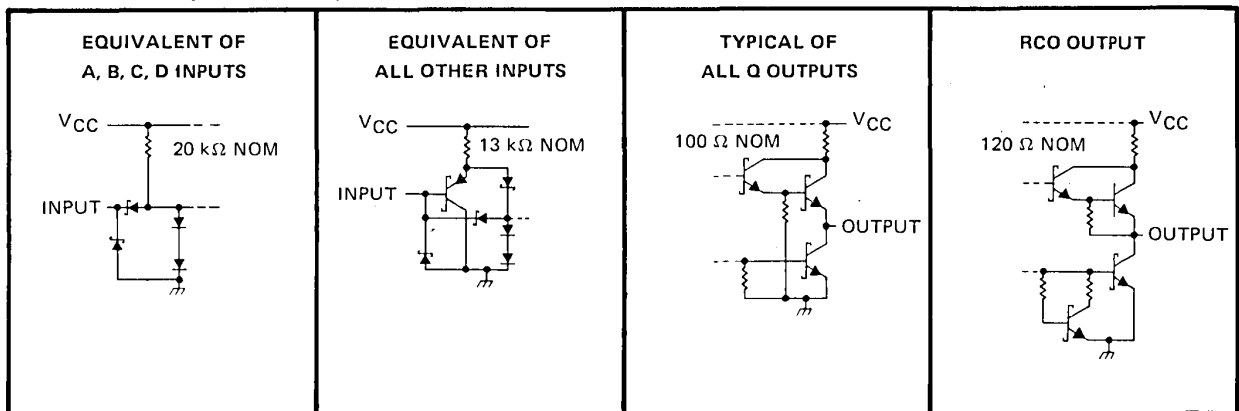 EQUIVALENT OF
A, B, C, D INPUTS
VCC
20 kΩ NOM
INPUT
EQUIVALENT OF
ALL OTHER INPUTS
VCC
13 kΩ NOM
INPUT
TYPICAL OF
ALL Q OUTPUTS
VCC
100 Ω NOM
OUTPUT
RCO OUTPUT
VCC
120 Ω NOM
OUTPUT